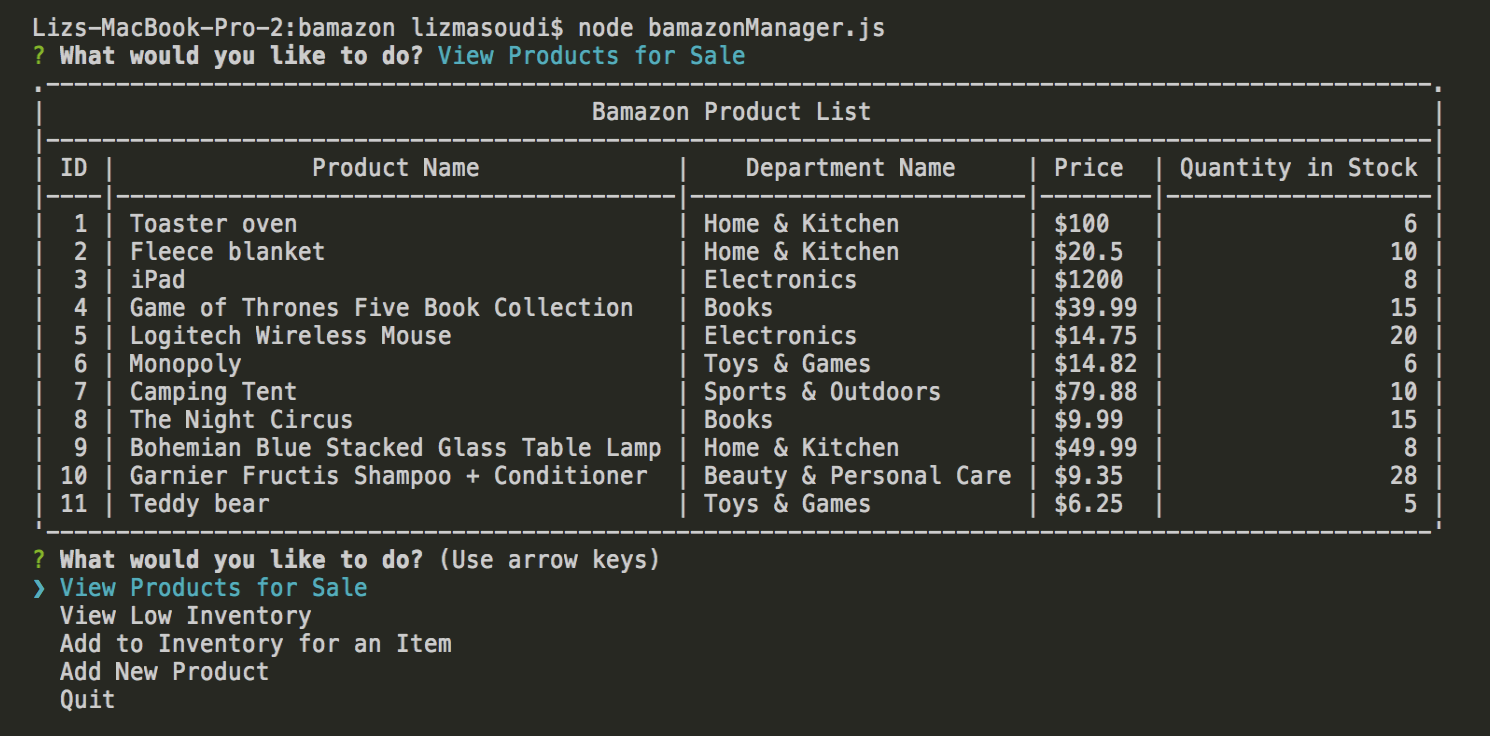 Lizs-MacBook-Pro-2:bamazon lizmasoudi$ node bamazonManager.js
? What would you like to do? View Products for Sale
Bamazon Product List
| ID | Product Name | Department Name | Price | Quantity in Stock |
| 1 | Toaster oven | Home & Kitchen | $100 | 6 |
| 2 | Fleece blanket | Home & Kitchen | $20.5 | 10 |
| 3 | iPad | Electronics | $1200 | 8 |
| 4 | Game of Thrones Five Book Collection | Books | $39.99 | 15 |
| 5 | Logitech Wireless Mouse | Electronics | $14.75 | 20 |
| 6 | Monopoly | Toys & Games | $14.82 | 6 |
| 7 | Camping Tent | Sports & Outdoors | $79.88 | 10 |
| 8 | The Night Circus | Books | $9.99 | 15 |
| 9 | Bohemian Blue Stacked Glass Table Lamp | Home & Kitchen | $49.99 | 8 |
| 10 | Garnier Fructis Shampoo + Conditioner | Beauty & Personal Care | $9.35 | 28 |
| 11 | Teddy bear | Toys & Games | $6.25 | 5 |
? What would you like to do? (Use arrow keys)
❯ View Products for Sale
View Low Inventory
Add to Inventory for an Item
Add New Product
Quit